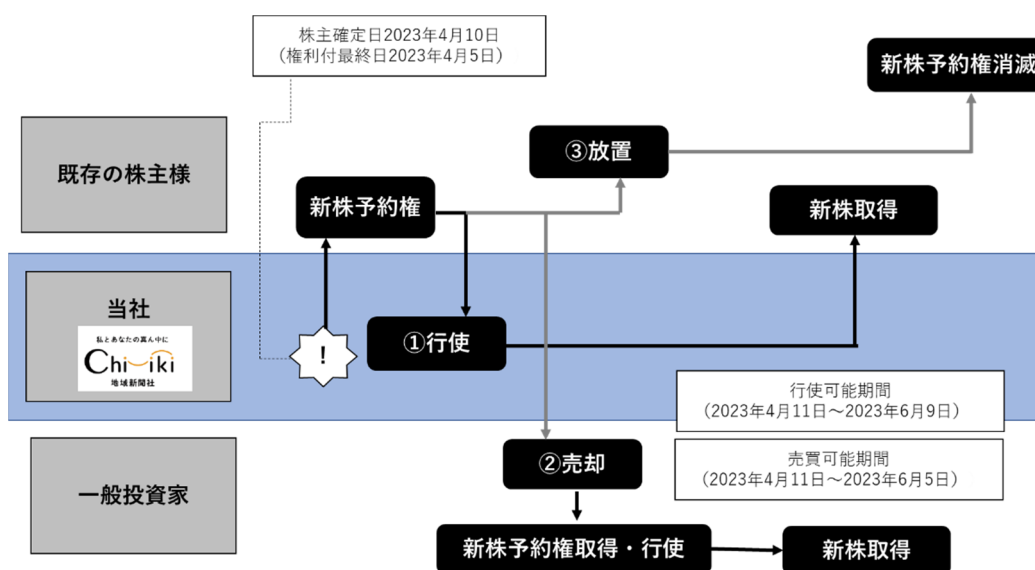 株主確定日2023年4月10日
（権利付最終日2023年4月5日）
新株予約権消滅
既存の株主様
③放置
新株予約権
新株取得
当社
私とあなたの真ん中に
Chiiki
地域新聞社
！
①行使
行使可能期間
（2023年4月11日～2023年6月9日）
売買可能期間
（2023年4月11日～2023年6月5日）
一般投資家
②売却
新株予約権取得・行使
新株取得